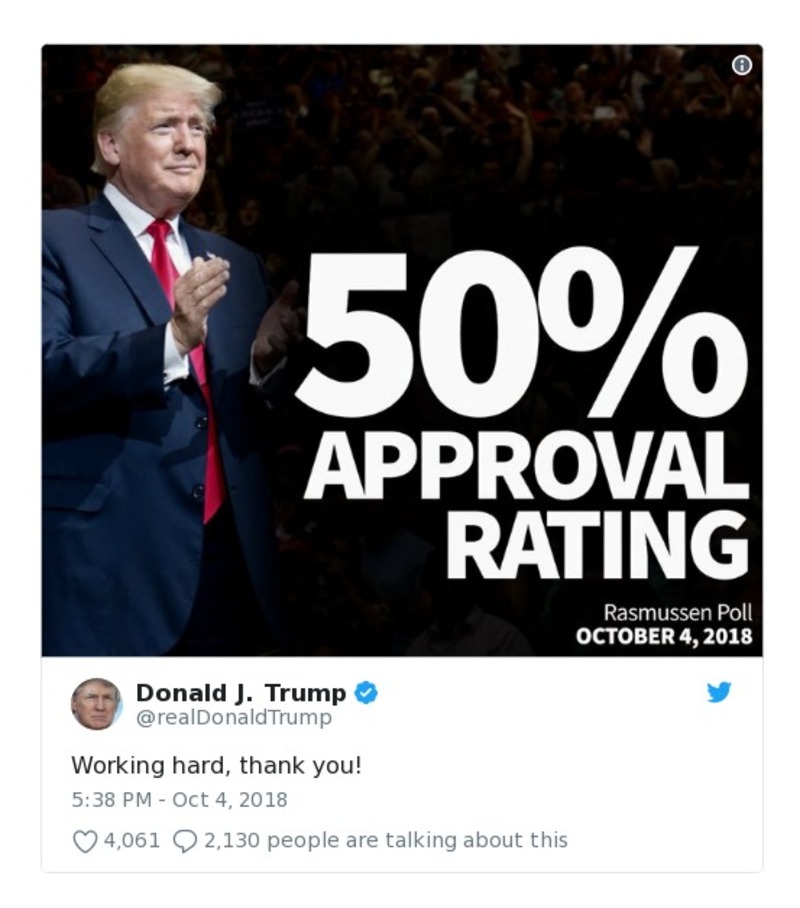 50%
APPROVAL
RATING
Rasmussen Poll
OCTOBER 4, 2018
Donald J. Trump
@realDonaldTrump
Working hard, thank you!
5:38 PM - Oct 4, 2018
4,061 2,130 people are talking about this